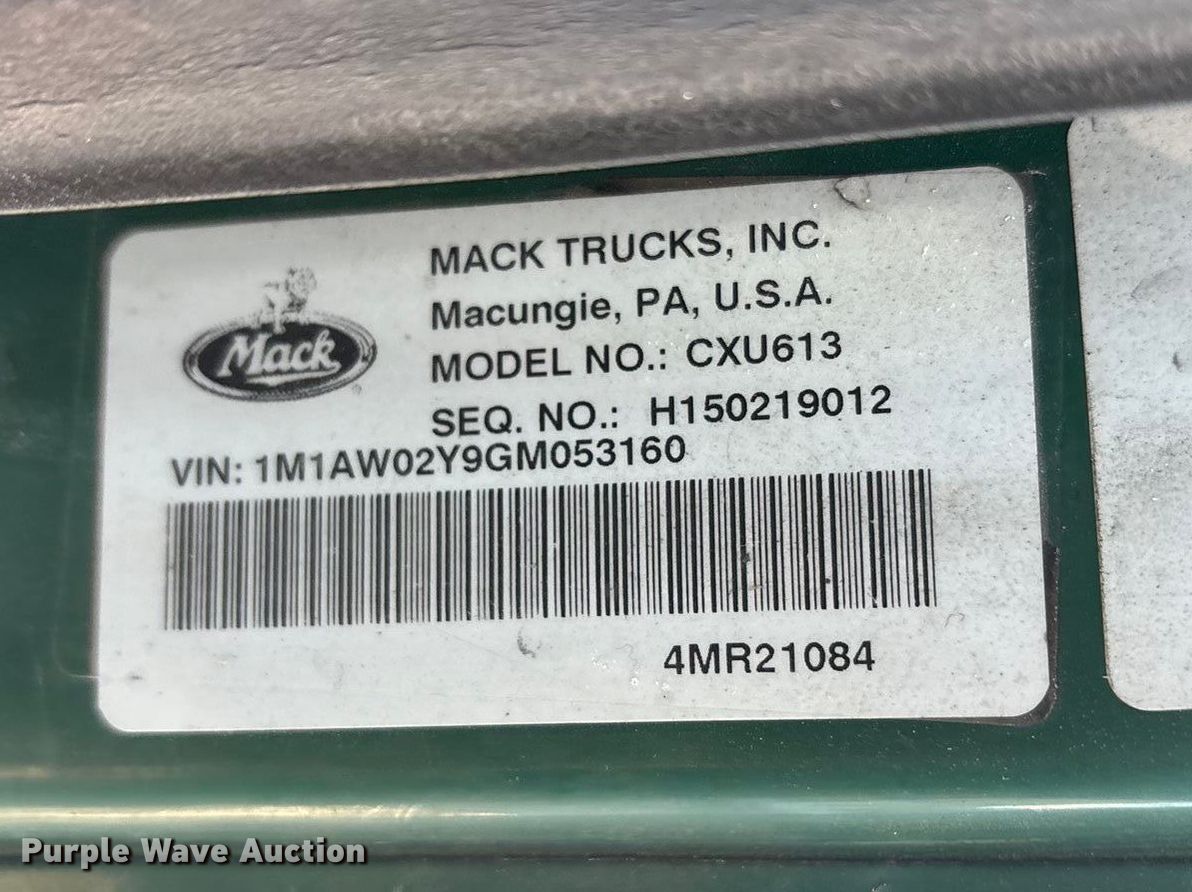 MACK TRUCKS, INC.
Macungie, PA, U.S.A.
MODEL NO.: CXU613
SEQ. NO.: H150219012
Mack
®
VIN: 1M1AW02Y9GM053160
4MR21084
Purple Wave Auction